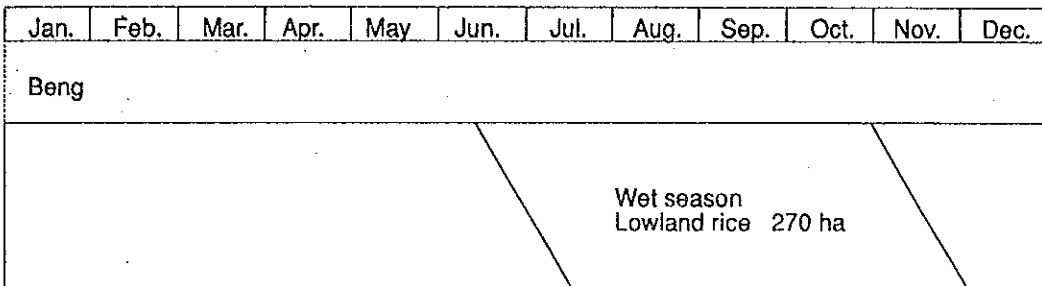 Jan. Feb. Mar. Apr. May Jun. Jul. Aug. Sep. Oct. Nov. Dec.
Beng
Wet season
Lowland rice 270 ha